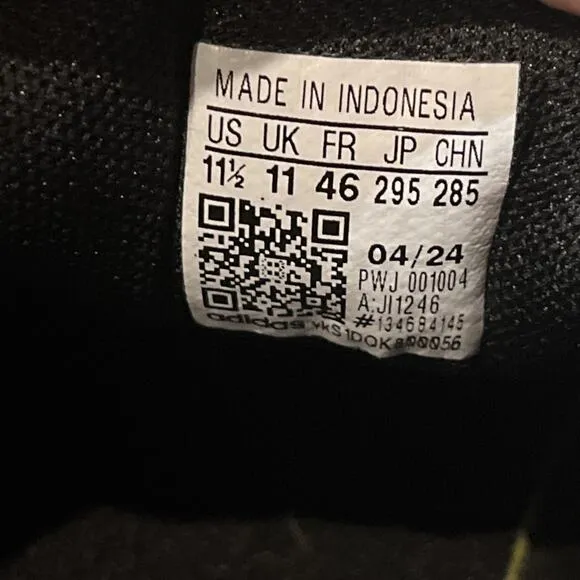 MADE IN INDONESIA
US UK FR JP CHN
11½ 11 46 295 285
04/24
PWJ 001004
A:JI1246
#134684145
adidas